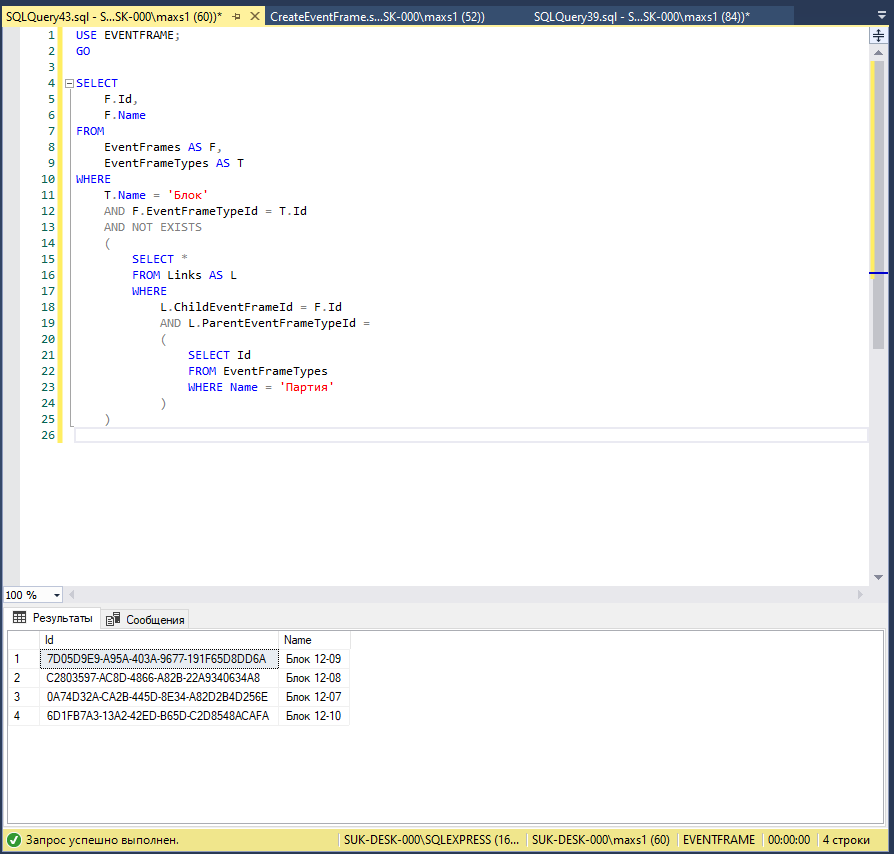 SQLQuery43.sql - S...SK-000\maxs1 (60))* CreateEventFrame.s...SK-000\maxs1 (52)) SQLQuery39.sql - S...SK-000\maxs1 (84))*
1 USE EVENTFRAME;
2 GO
3
4 SELECT
5 F.Id,
6 F.Name
7 FROM
8 EventFrames AS F,
9 EventFrameTypes AS T
10 WHERE
11 T.Name = 'Блок'
12 AND F.EventFrameTypeId = T.Id
13 AND NOT EXISTS
14 (
15 SELECT *
16 FROM Links AS L
17 WHERE
18 L.ChildEventFrameId = F.Id
19 AND L.ParentEventFrameTypeId =
20 (
21 SELECT Id
22 FROM EventFrameTypes
23 WHERE Name = 'Партия'
24 )
25 )
26
100 %
Результаты Сообщения
Id Name
1 7D05D9E9-A95A-403A-9677-191F65D8DD6A Блок 12-09
2 C2803597-AC8D-4866-A82B-22A9340634A8 Блок 12-08
3 0A74D32A-CA2B-445D-8E34-A82D2B4D256E Блок 12-07
4 6D1FB7A3-13A2-42ED-B65D-C2D8548ACAFA Блок 12-10
Запрос успешно выполнен. SUK-DESK-000\SQLEXPRESS (16... SUK-DESK-000\maxs1 (60) EVENTFRAME 00:00:00 4 строки